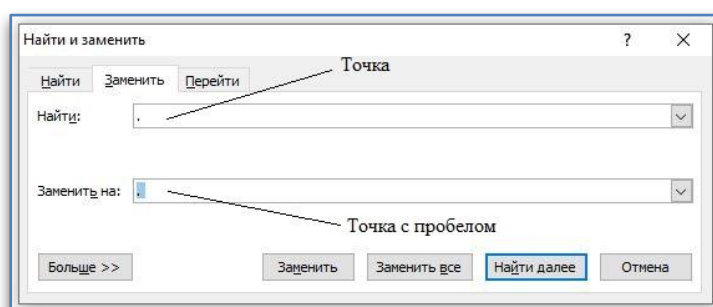 Найти и заменить ? ×
Точка
Найти Заменить Перейти
Найти: .
Заменить на: .
Точка с пробелом
Больше >> Заменить Заменить все Найти далее Отмена